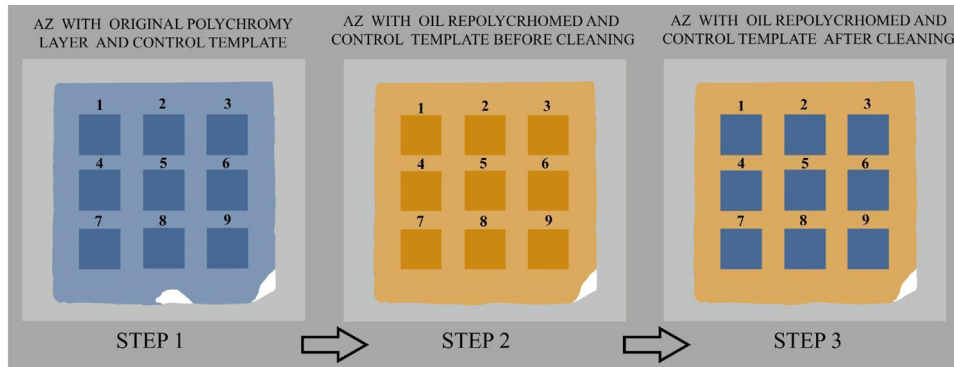 AZ WITH ORIGINAL POLYCHROMY
LAYER AND CONTROL TEMPLATE
1 2 3
4 5 6
7 8 9
STEP 1
AZ WITH OIL REPOLYCRHOMED AND
CONTROL TEMPLATE BEFORE CLEANING
1 2 3
4 5 6
7 8 9
STEP 2
AZ WITH OIL REPOLYCRHOMED AND
CONTROL TEMPLATE AFTER CLEANING
1 2 3
4 5 6
7 8 9
STEP 3